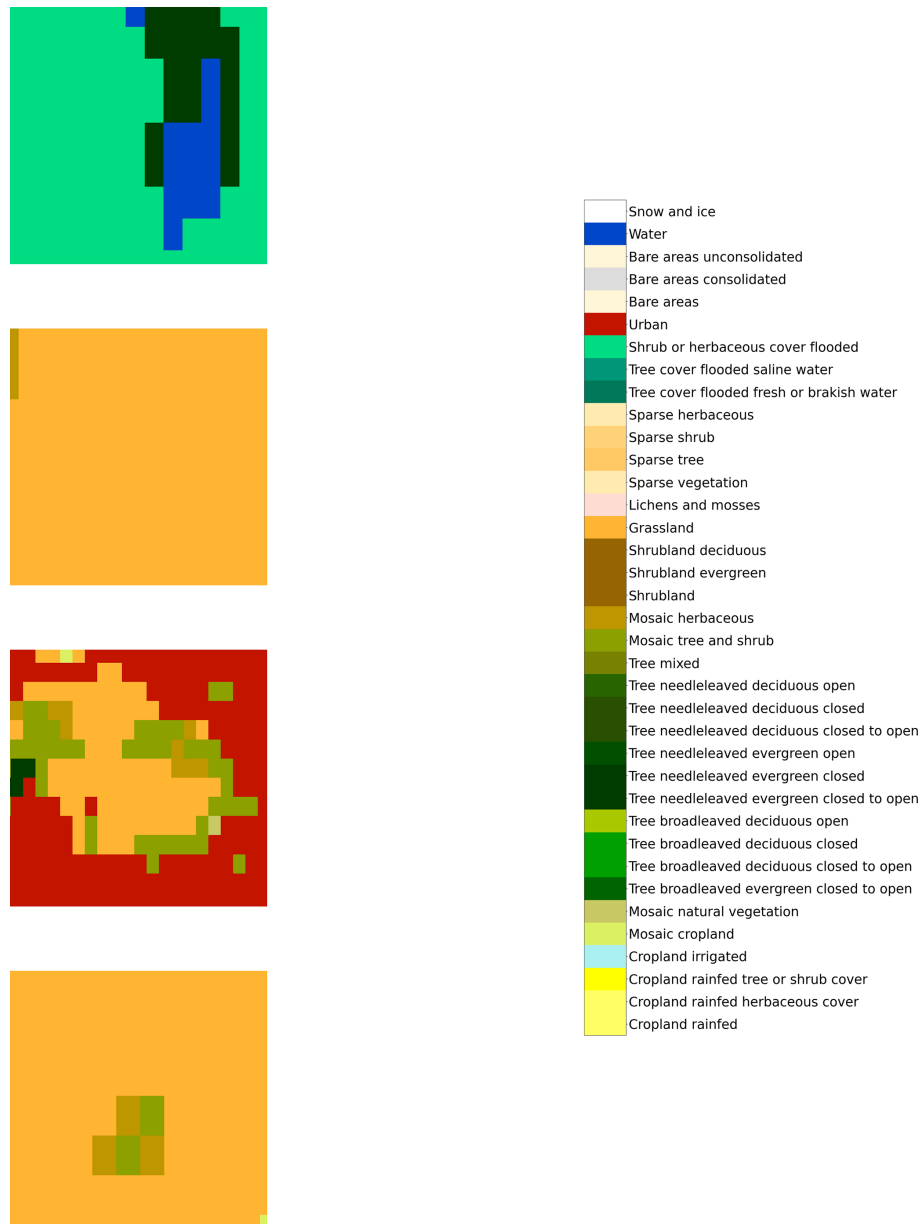 Snow and ice
Water
Bare areas unconsolidated
Bare areas consolidated
Bare areas
Urban
Shrub or herbaceous cover flooded
Tree cover flooded saline water
Tree cover flooded fresh or brakish water
Sparse herbaceous
Sparse shrub
Sparse tree
Sparse vegetation
Lichens and mosses
Grassland
Shrubland deciduous
Shrubland evergreen
Shrubland
Mosaic herbaceous
Mosaic tree and shrub
Tree mixed
Tree needleleaved deciduous open
Tree needleleaved deciduous closed
Tree needleleaved deciduous closed to open
Tree needleleaved evergreen open
Tree needleleaved evergreen closed
Tree needleleaved evergreen closed to open
Tree broadleaved deciduous open
Tree broadleaved deciduous closed
Tree broadleaved deciduous closed to open
Tree broadleaved evergreen closed to open
Mosaic natural vegetation
Mosaic cropland
Cropland irrigated
Cropland rainfed tree or shrub cover
Cropland rainfed herbaceous cover
Cropland rainfed